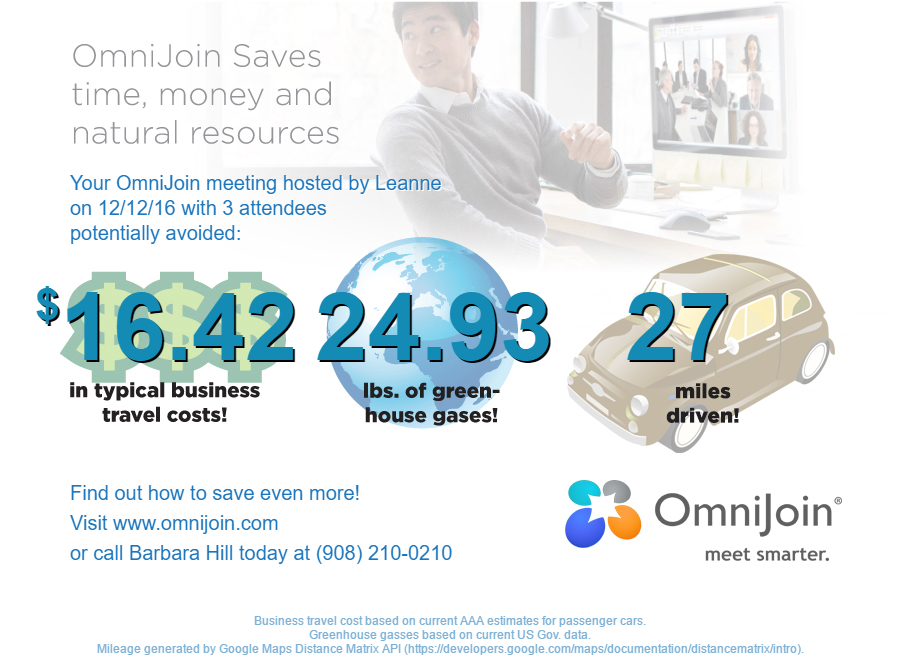 OmniJoin Saves
time, money and
natural resources
Your OmniJoin meeting hosted by Leanne
on 12/12/16 with 3 attendees
potentially avoided:
$16.42
in typical business
travel costs!
24.93
lbs. of green-
house gases!
27
miles
driven!
Find out how to save even more!
Visit www.omnijoin.com
or call Barbara Hill today at (908) 210-0210
OmniJoin®
meet smarter.
Business travel cost based on current AAA estimates for passenger cars.
Greenhouse gasses based on current US Gov. data.
Mileage generated by Google Maps Distance Matrix API (https://developers.google.com/maps/documentation/distancematrix/intro).